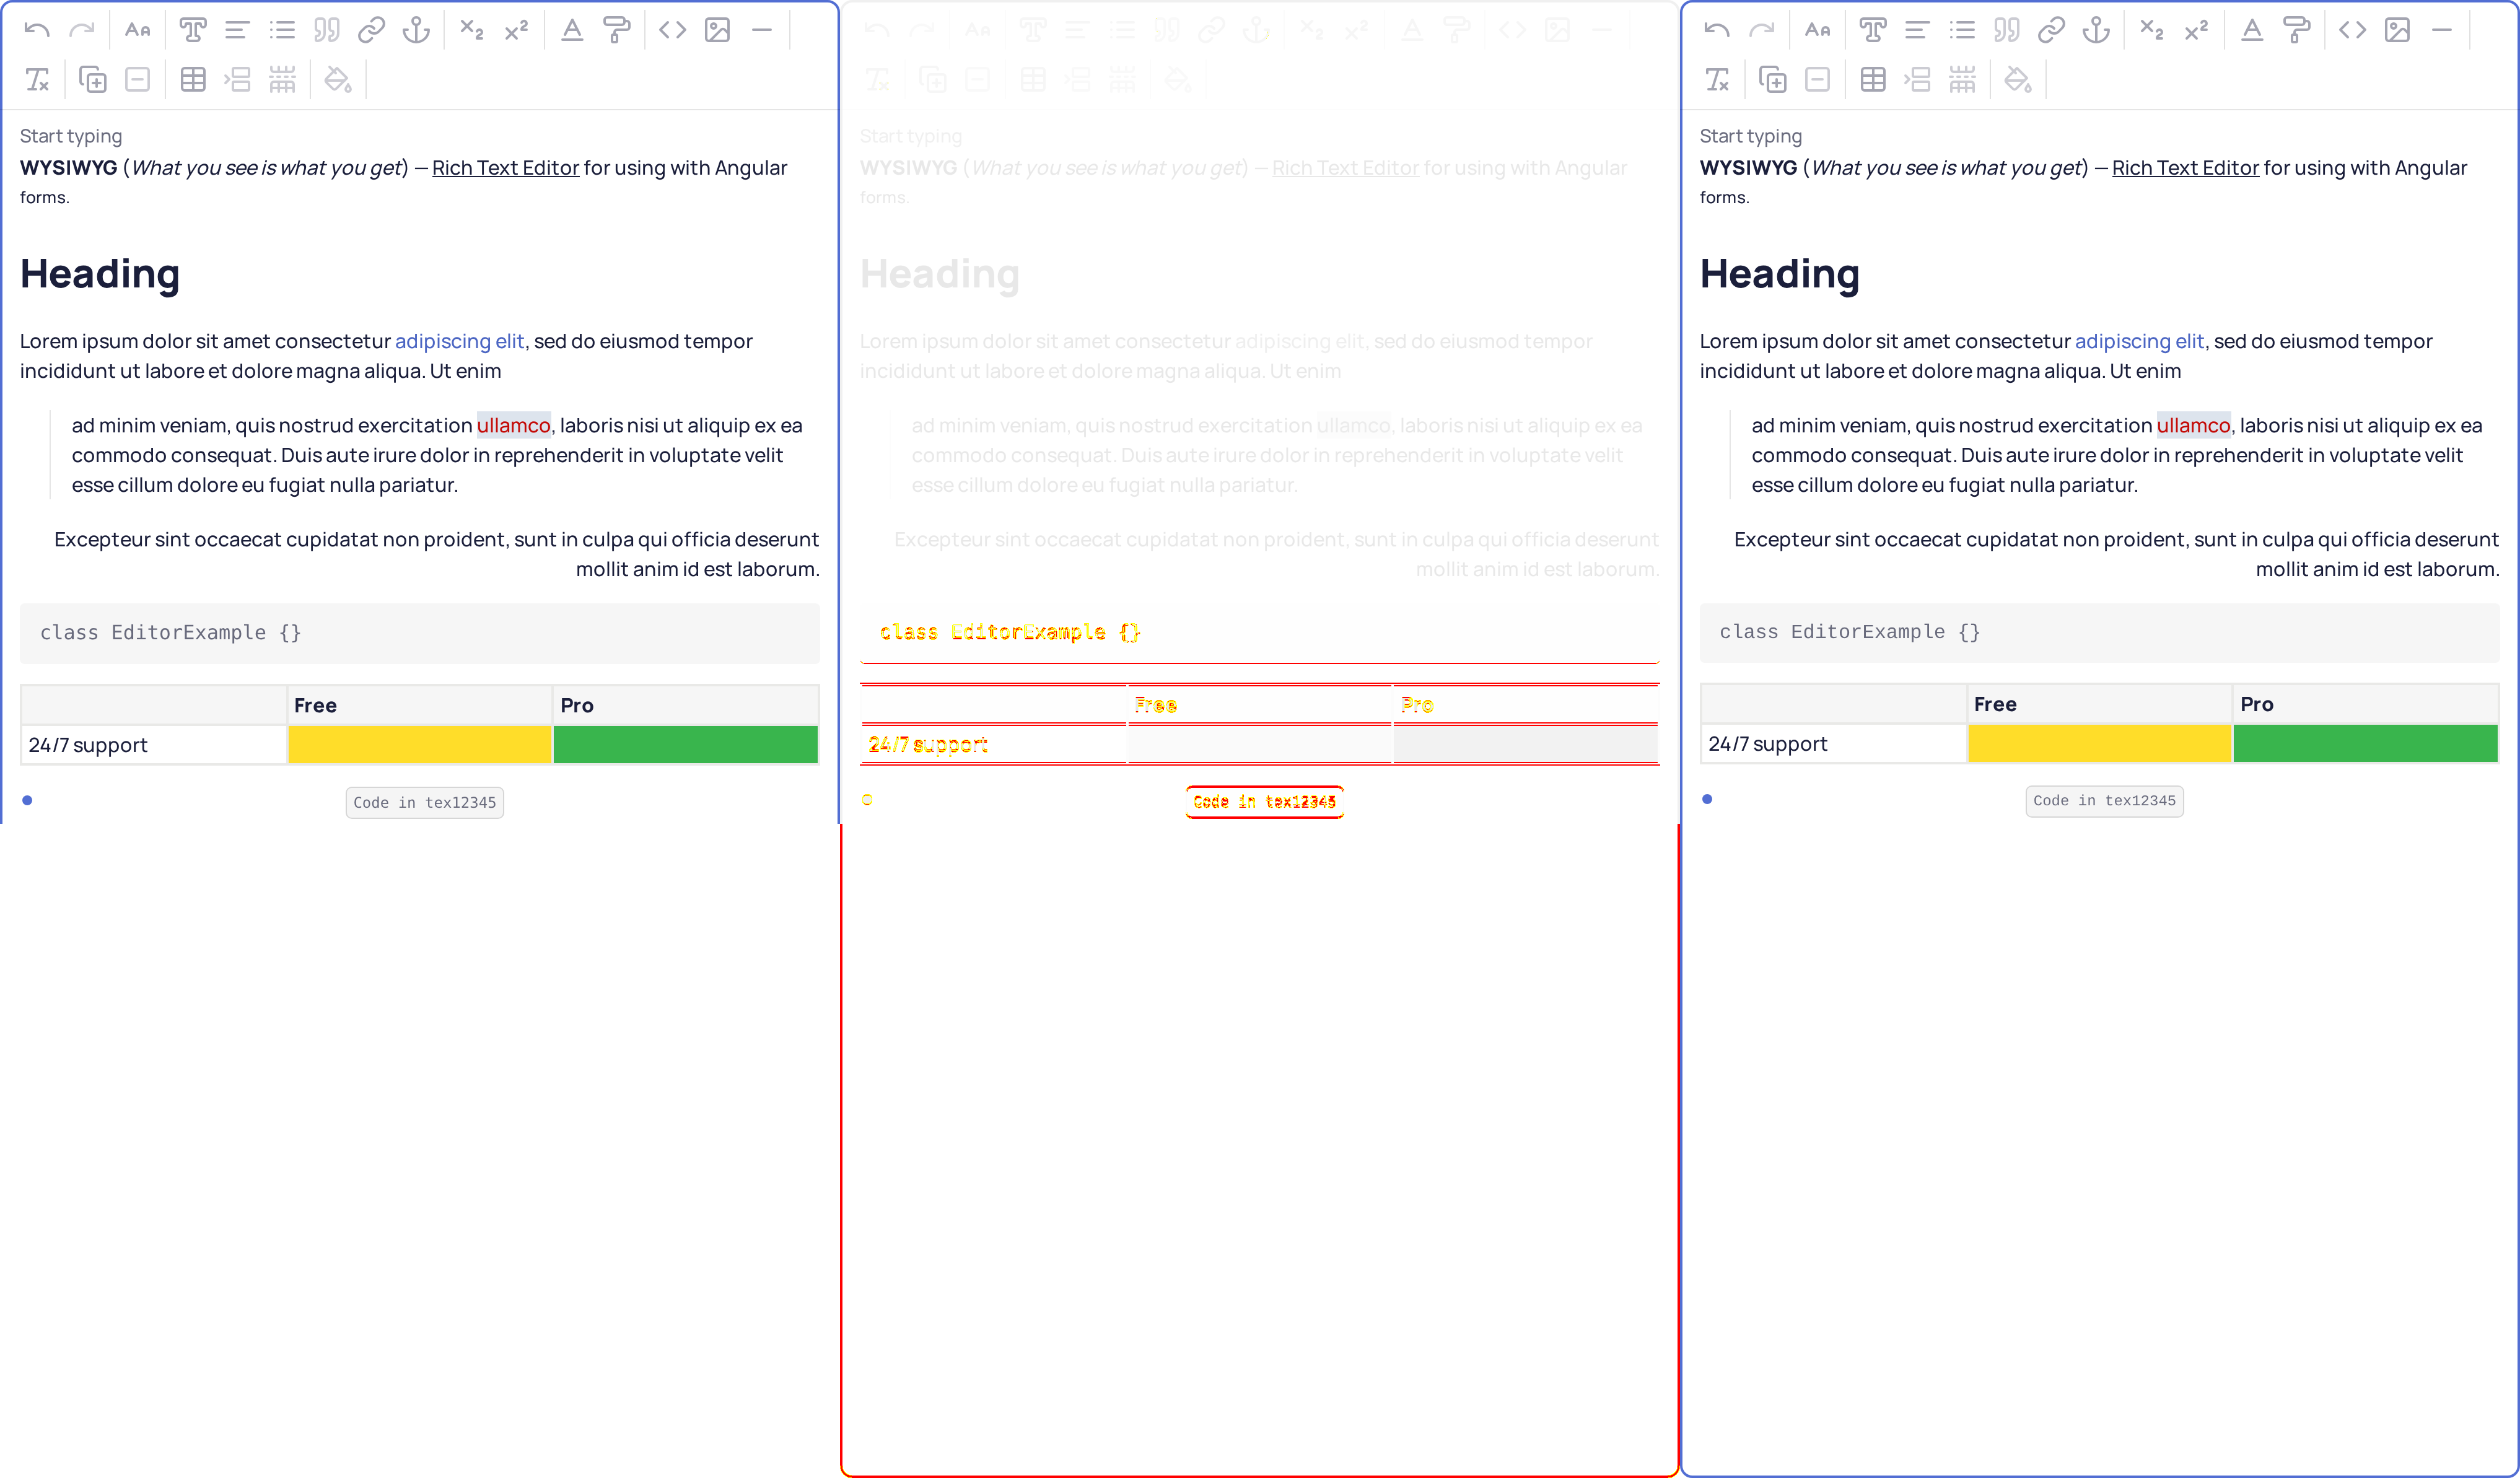 Start typing
WYSIWYG (What you see is what you get) — Rich Text Editor for using with Angular
forms.
Heading
Lorem ipsum dolor sit amet consectetur adipiscing elit, sed do eiusmod tempor
incididunt ut labore et dolore magna aliqua. Ut enim
ad minim veniam, quis nostrud exercitation ullamco, laboris nisi ut aliquip ex ea
commodo consequat. Duis aute irure dolor in reprehenderit in voluptate velit
esse cillum dolore eu fugiat nulla pariatur.
Excepteur sint occaecat cupidatat non proident, sunt in culpa qui officia deserunt
mollit anim id est laborum.
class EditorExample {}
Free Pro
24/7 support
Code in tex12345
Start typing
WYSIWYG (What you see is what you get) — Rich Text Editor for using with Angular
forms.
Heading
Lorem ipsum dolor sit amet consectetur adipiscing elit, sed do eiusmod tempor
incididunt ut labore et dolore magna aliqua. Ut enim
ad minim veniam, quis nostrud exercitation ullamco, laboris nisi ut aliquip ex ea
commodo consequat. Duis aute irure dolor in reprehenderit in voluptate velit
esse cillum dolore eu fugiat nulla pariatur.
Excepteur sint occaecat cupidatat non proident, sunt in culpa qui officia deserunt
mollit anim id est laborum.
class EditorExample {}
Free Pro
24/7 support
Code in tex12345
Start typing
WYSIWYG (What you see is what you get) — Rich Text Editor for using with Angular
forms.
Heading
Lorem ipsum dolor sit amet consectetur adipiscing elit, sed do eiusmod tempor
incididunt ut labore et dolore magna aliqua. Ut enim
ad minim veniam, quis nostrud exercitation ullamco, laboris nisi ut aliquip ex ea
commodo consequat. Duis aute irure dolor in reprehenderit in voluptate velit
esse cillum dolore eu fugiat nulla pariatur.
Excepteur sint occaecat cupidatat non proident, sunt in culpa qui officia deserunt
mollit anim id est laborum.
class EditorExample {}
Free Pro
24/7 support
Code in tex12345